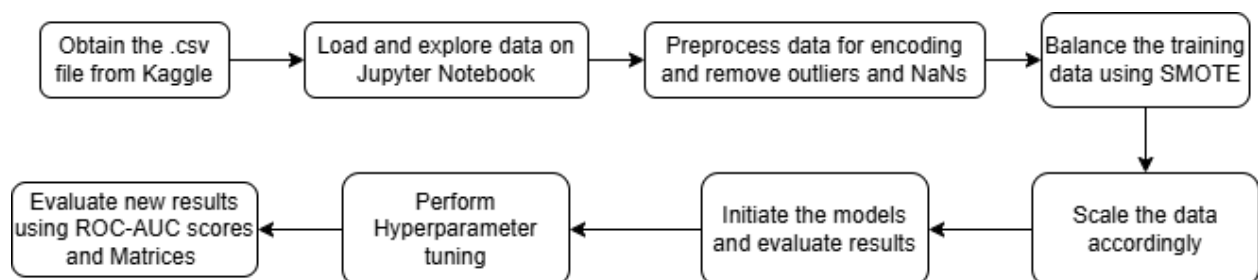 Obtain the .csv
file from Kaggle
Load and explore data on
Jupyter Notebook
Preprocess data for encoding
and remove outliers and NaNs
Balance the training
data using SMOTE
Scale the data
accordingly
Initiate the models
and evaluate results
Perform
Hyperparameter
tuning
Evaluate new results
using ROC-AUC scores
and Matrices